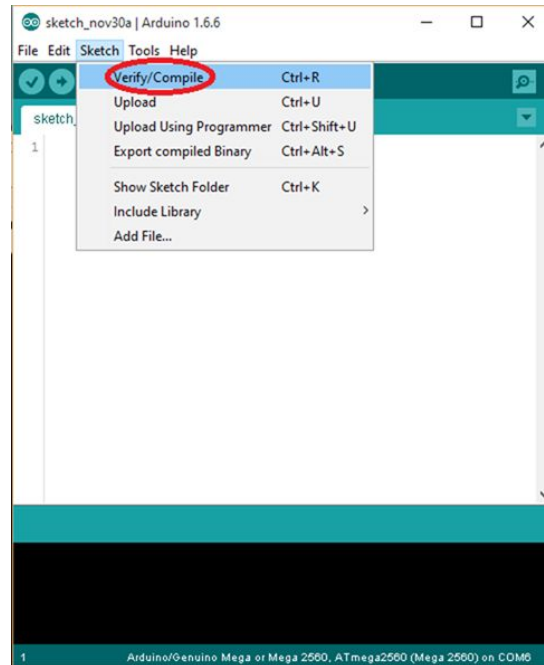 sketch_nov30a | Arduino 1.6.6
File Edit Sketch Tools Help
Verify/Compile Ctrl+R
Upload Ctrl+U
sketch_
Upload Using Programmer Ctrl+Shift+U
1
Export compiled Binary Ctrl+Alt+S
Show Sketch Folder Ctrl+K
Include Library
Add File...
1 Arduino/Genuino Mega or Mega 2560, ATmega2560 (Mega 2560) on COM6